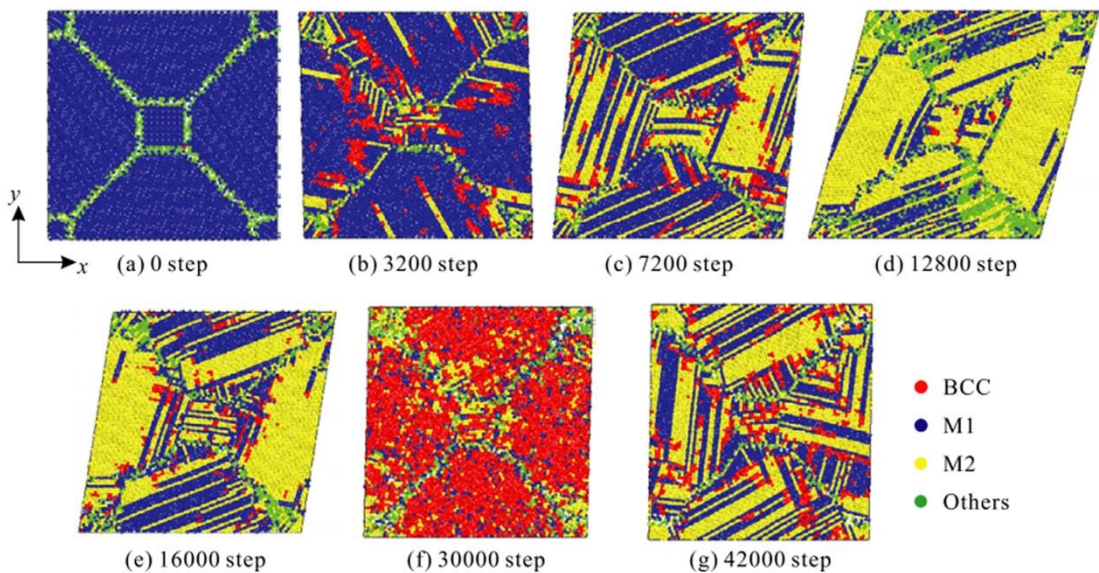 y
x
(a) 0 step
(b) 3200 step
(c) 7200 step
(d) 12800 step
BCC
M1
M2
Others
(e) 16000 step
(f) 30000 step
(g) 42000 step